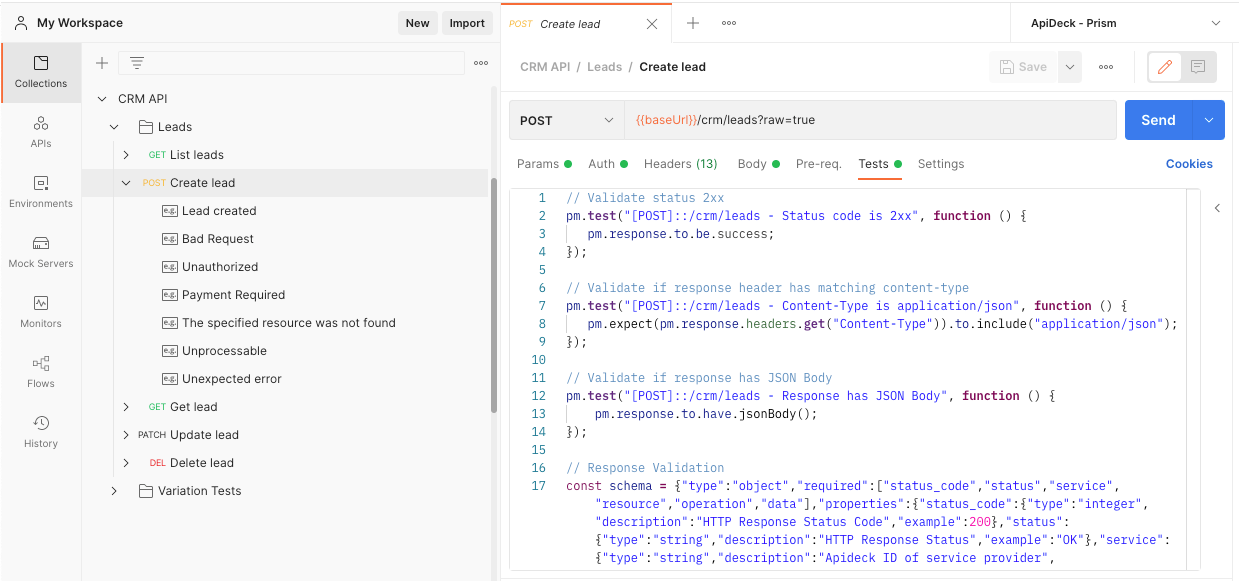 My Workspace
New
Import
POST Create lead
ApiDeck - Prism
Collections
APIs
Environments
Mock Servers
Monitors
Flows
History
CRM API
Leads
GET List leads
POST Create lead
e.g. Lead created
e.g. Bad Request
e.g. Unauthorized
e.g. Payment Required
e.g. The specified resource was not found
e.g. Unprocessable
e.g. Unexpected error
GET Get lead
PATCH Update lead
DEL Delete lead
Variation Tests
CRM API / Leads / Create lead
Save
POST
{{baseUrl}}/crm/leads?raw=true
Send
Params
Auth
Headers (13)
Body
Pre-req.
Tests
Settings
Cookies
1 // Validate status 2xx
2 pm.test("[POST]::/crm/leads - Status code is 2xx", function () {
3 pm.response.to.be.success;
4 });
5
6 // Validate if response header has matching content-type
7 pm.test("[POST]::/crm/leads - Content-Type is application/json", function () {
8 pm.expect(pm.response.headers.get("Content-Type")).to.include("application/json");
9 });
10
11 // Validate if response has JSON Body
12 pm.test("[POST]::/crm/leads - Response has JSON Body", function () {
13 pm.response.to.have.jsonBody();
14 });
15
16 // Response Validation
17 const schema = {"type":"object","required":["status_code","status","service",
"resource","operation","data"],"properties":{"status_code":{"type":"integer",
"description":"HTTP Response Status Code","example":200},"status":
{"type":"string","description":"HTTP Response Status","example":"OK"},"service":
{"type":"string","description":"Apideck ID of service provider",